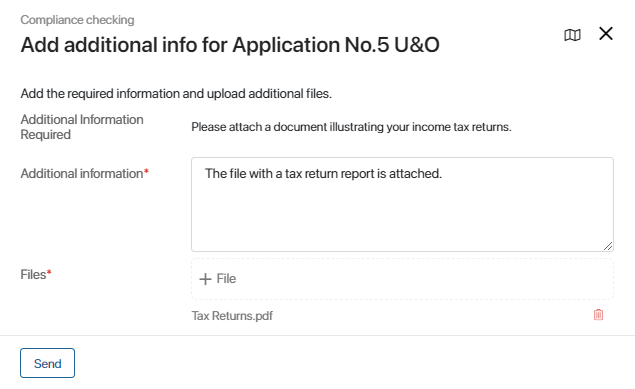 Compliance checking
Add additional info for Application No.5 U&O
Add the required information and upload additional files.
Additional Information
Required
Please attach a document illustrating your income tax returns.
Additional information*
The file with a tax return report is attached.
Files*
+ File
Tax Returns.pdf
Send